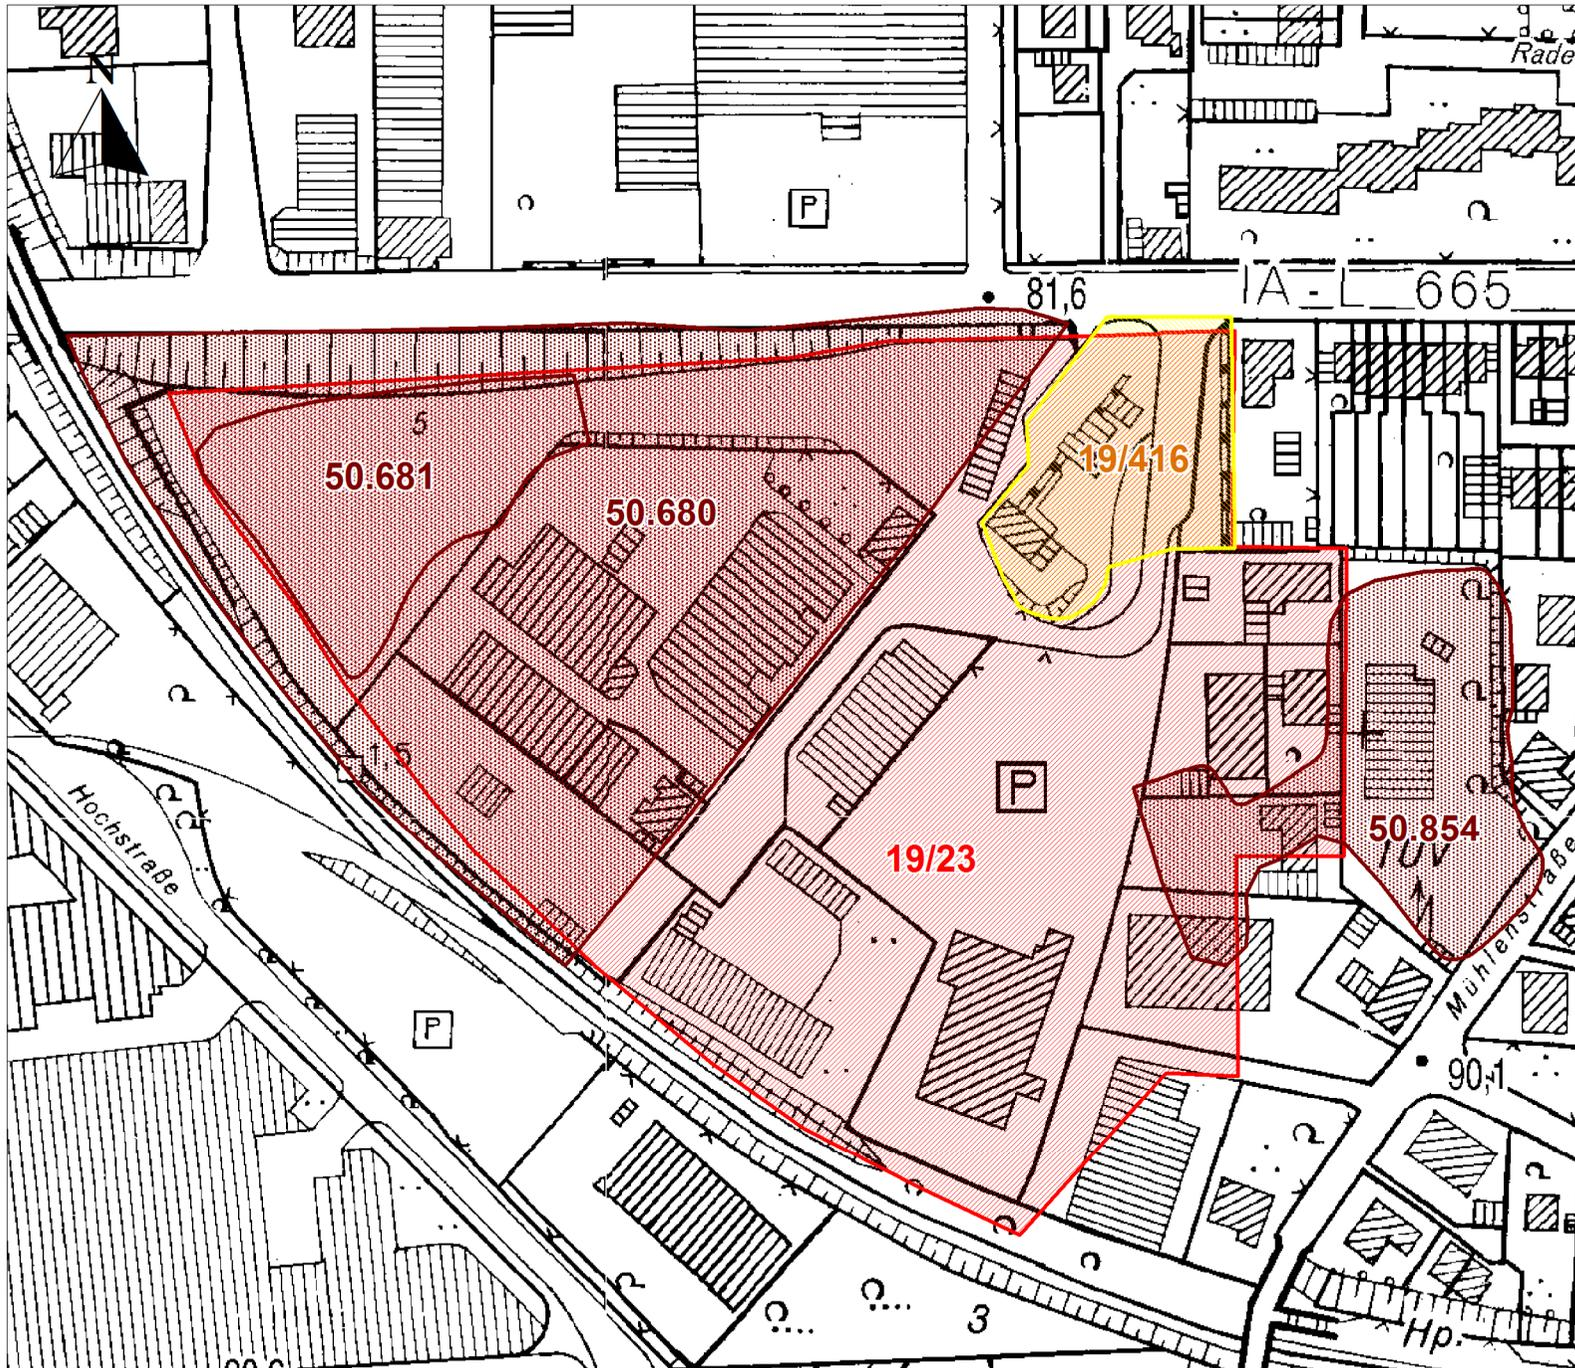 Rade
N
P
81,6
IA-L 665
5
50.681
50.680
19/416
1,5
P
19/23
50.854
TÜV
Hochstraße
Mühlenstraße
P
90,1
3
Hp.